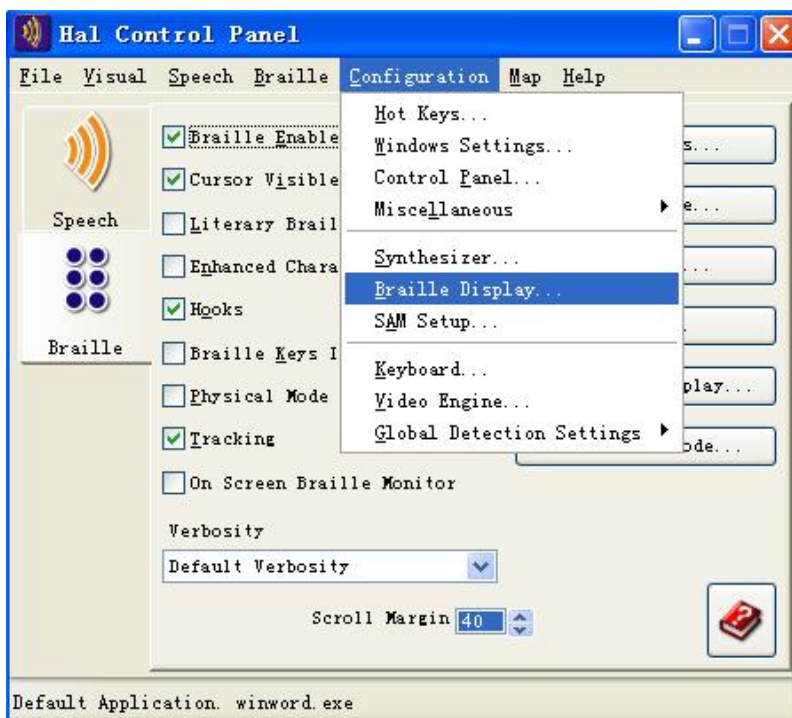 Hal Control Panel
File Visual Speech Braille Configuration Map Help
Hot Keys...
Windows Settings...
Control Panel...
Miscellaneous
Synthesizer...
Braille Display...
SAM Setup...
Keyboard...
Video Engine...
Global Detection Settings
Speech
Braille
Braille Enable
Cursor Visible
Literary Brail
Enhanced Chara
Hooks
Braille Keys I
Physical Mode
Tracking
On Screen Braille Monitor
s...
e...
...
.
play...
ode...
Verbosity
Default Verbosity
Scroll Margin 40
Default Application. winword.exe